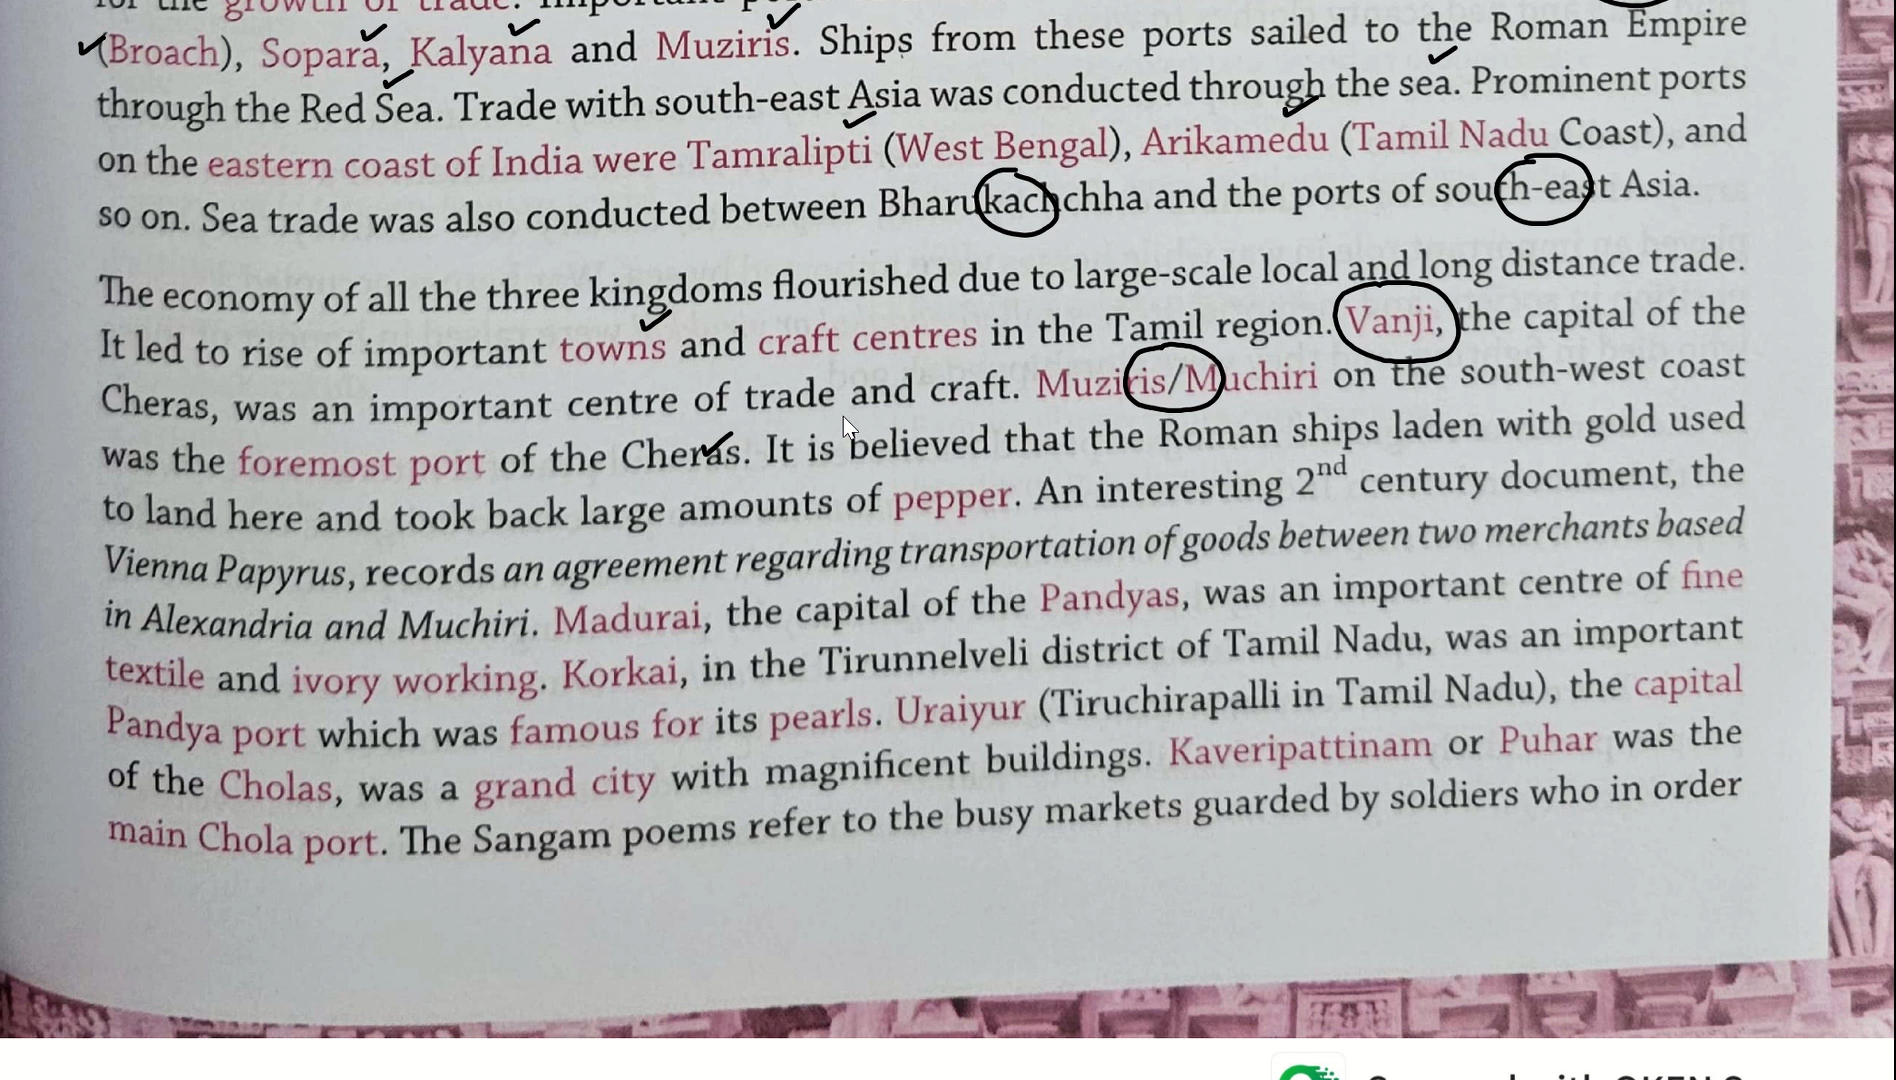 for the growth of trade. Important
(Broach), Sopara, Kalyana and Muziris. Ships from these ports sailed to the Roman Empire
through the Red Sea. Trade with south-east Asia was conducted through the sea. Prominent ports
on the eastern coast of India were Tamralipti (West Bengal), Arikamedu (Tamil Nadu Coast), and
so on. Sea trade was also conducted between Bharukachchha and the ports of south-east Asia.
The economy of all the three kingdoms flourished due to large-scale local and long distance trade.
It led to rise of important towns and craft centres in the Tamil region. Vanji, the capital of the
Cheras, was an important centre of trade and craft. Muziris/Muchiri on the south-west coast
was the foremost port of the Cheras. It is believed that the Roman ships laden with gold used
to land here and took back large amounts of pepper. An interesting 2nd century document, the
Vienna Papyrus, records an agreement regarding transportation of goods between two merchants based
in Alexandria and Muchiri. Madurai, the capital of the Pandyas, was an important centre of fine
textile and ivory working. Korkai, in the Tirunnelveli district of Tamil Nadu, was an important
Pandya port which was famous for its pearls. Uraiyur (Tiruchirapalli in Tamil Nadu), the capital
of the Cholas, was a grand city with magnificent buildings. Kaveripattinam or Puhar was the
main Chola port. The Sangam poems refer to the busy markets guarded by soldiers who in order